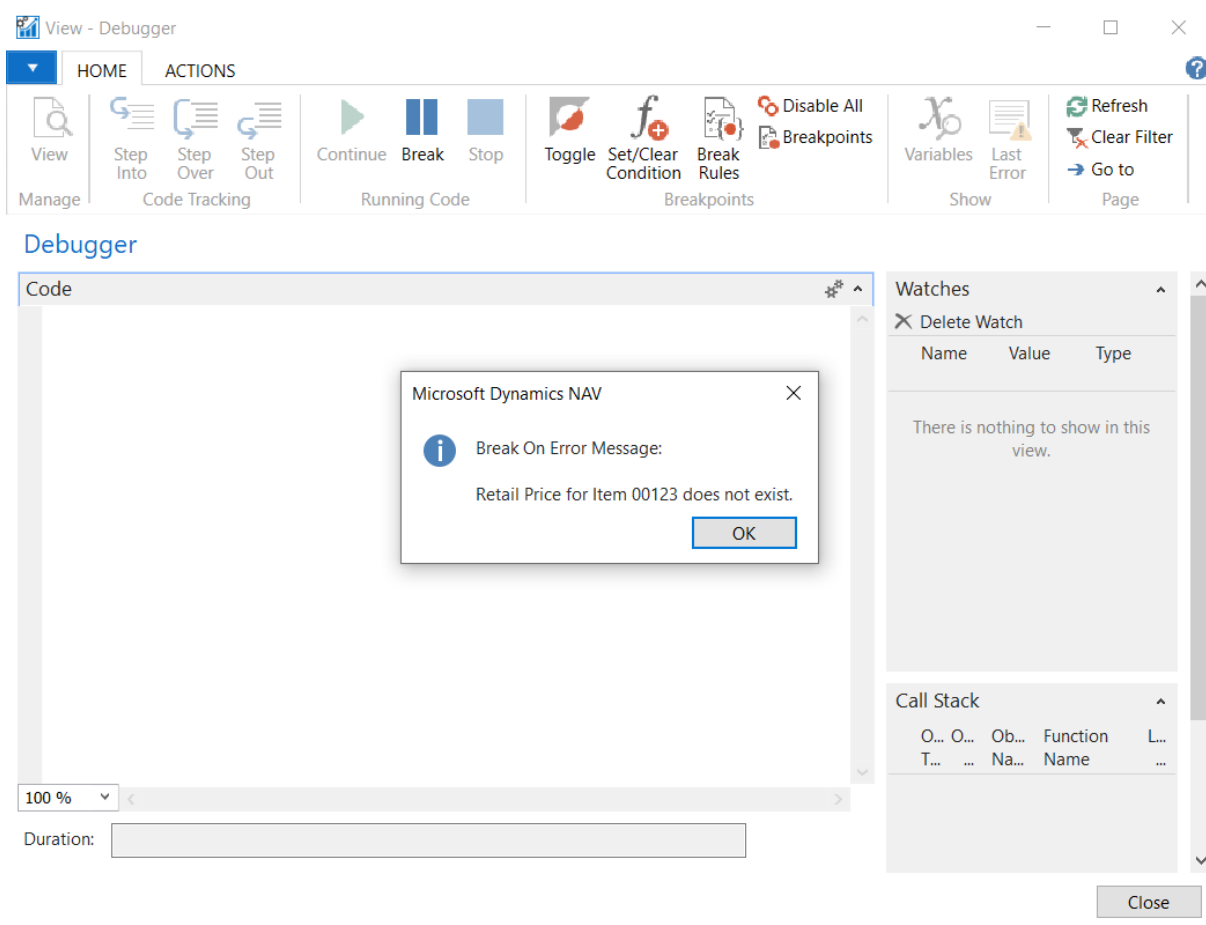 View - Debugger
HOME ACTIONS
View
Step Into
Step Over
Step Out
Continue
Break
Stop
Toggle
Set/Clear Condition
Break Rules
Disable All
Breakpoints
Variables
Last Error
Refresh
Clear Filter
Go to
Manage Code Tracking Running Code Breakpoints Show Page
Debugger
Code
Microsoft Dynamics NAV
Break On Error Message:
Retail Price for Item 00123 does not exist.
OK
100 %
Duration:
Watches
Delete Watch
Name Value Type
There is nothing to show in this
view.
Call Stack
O... O... Ob... Function L...
T... ... Na... Name ...
Close